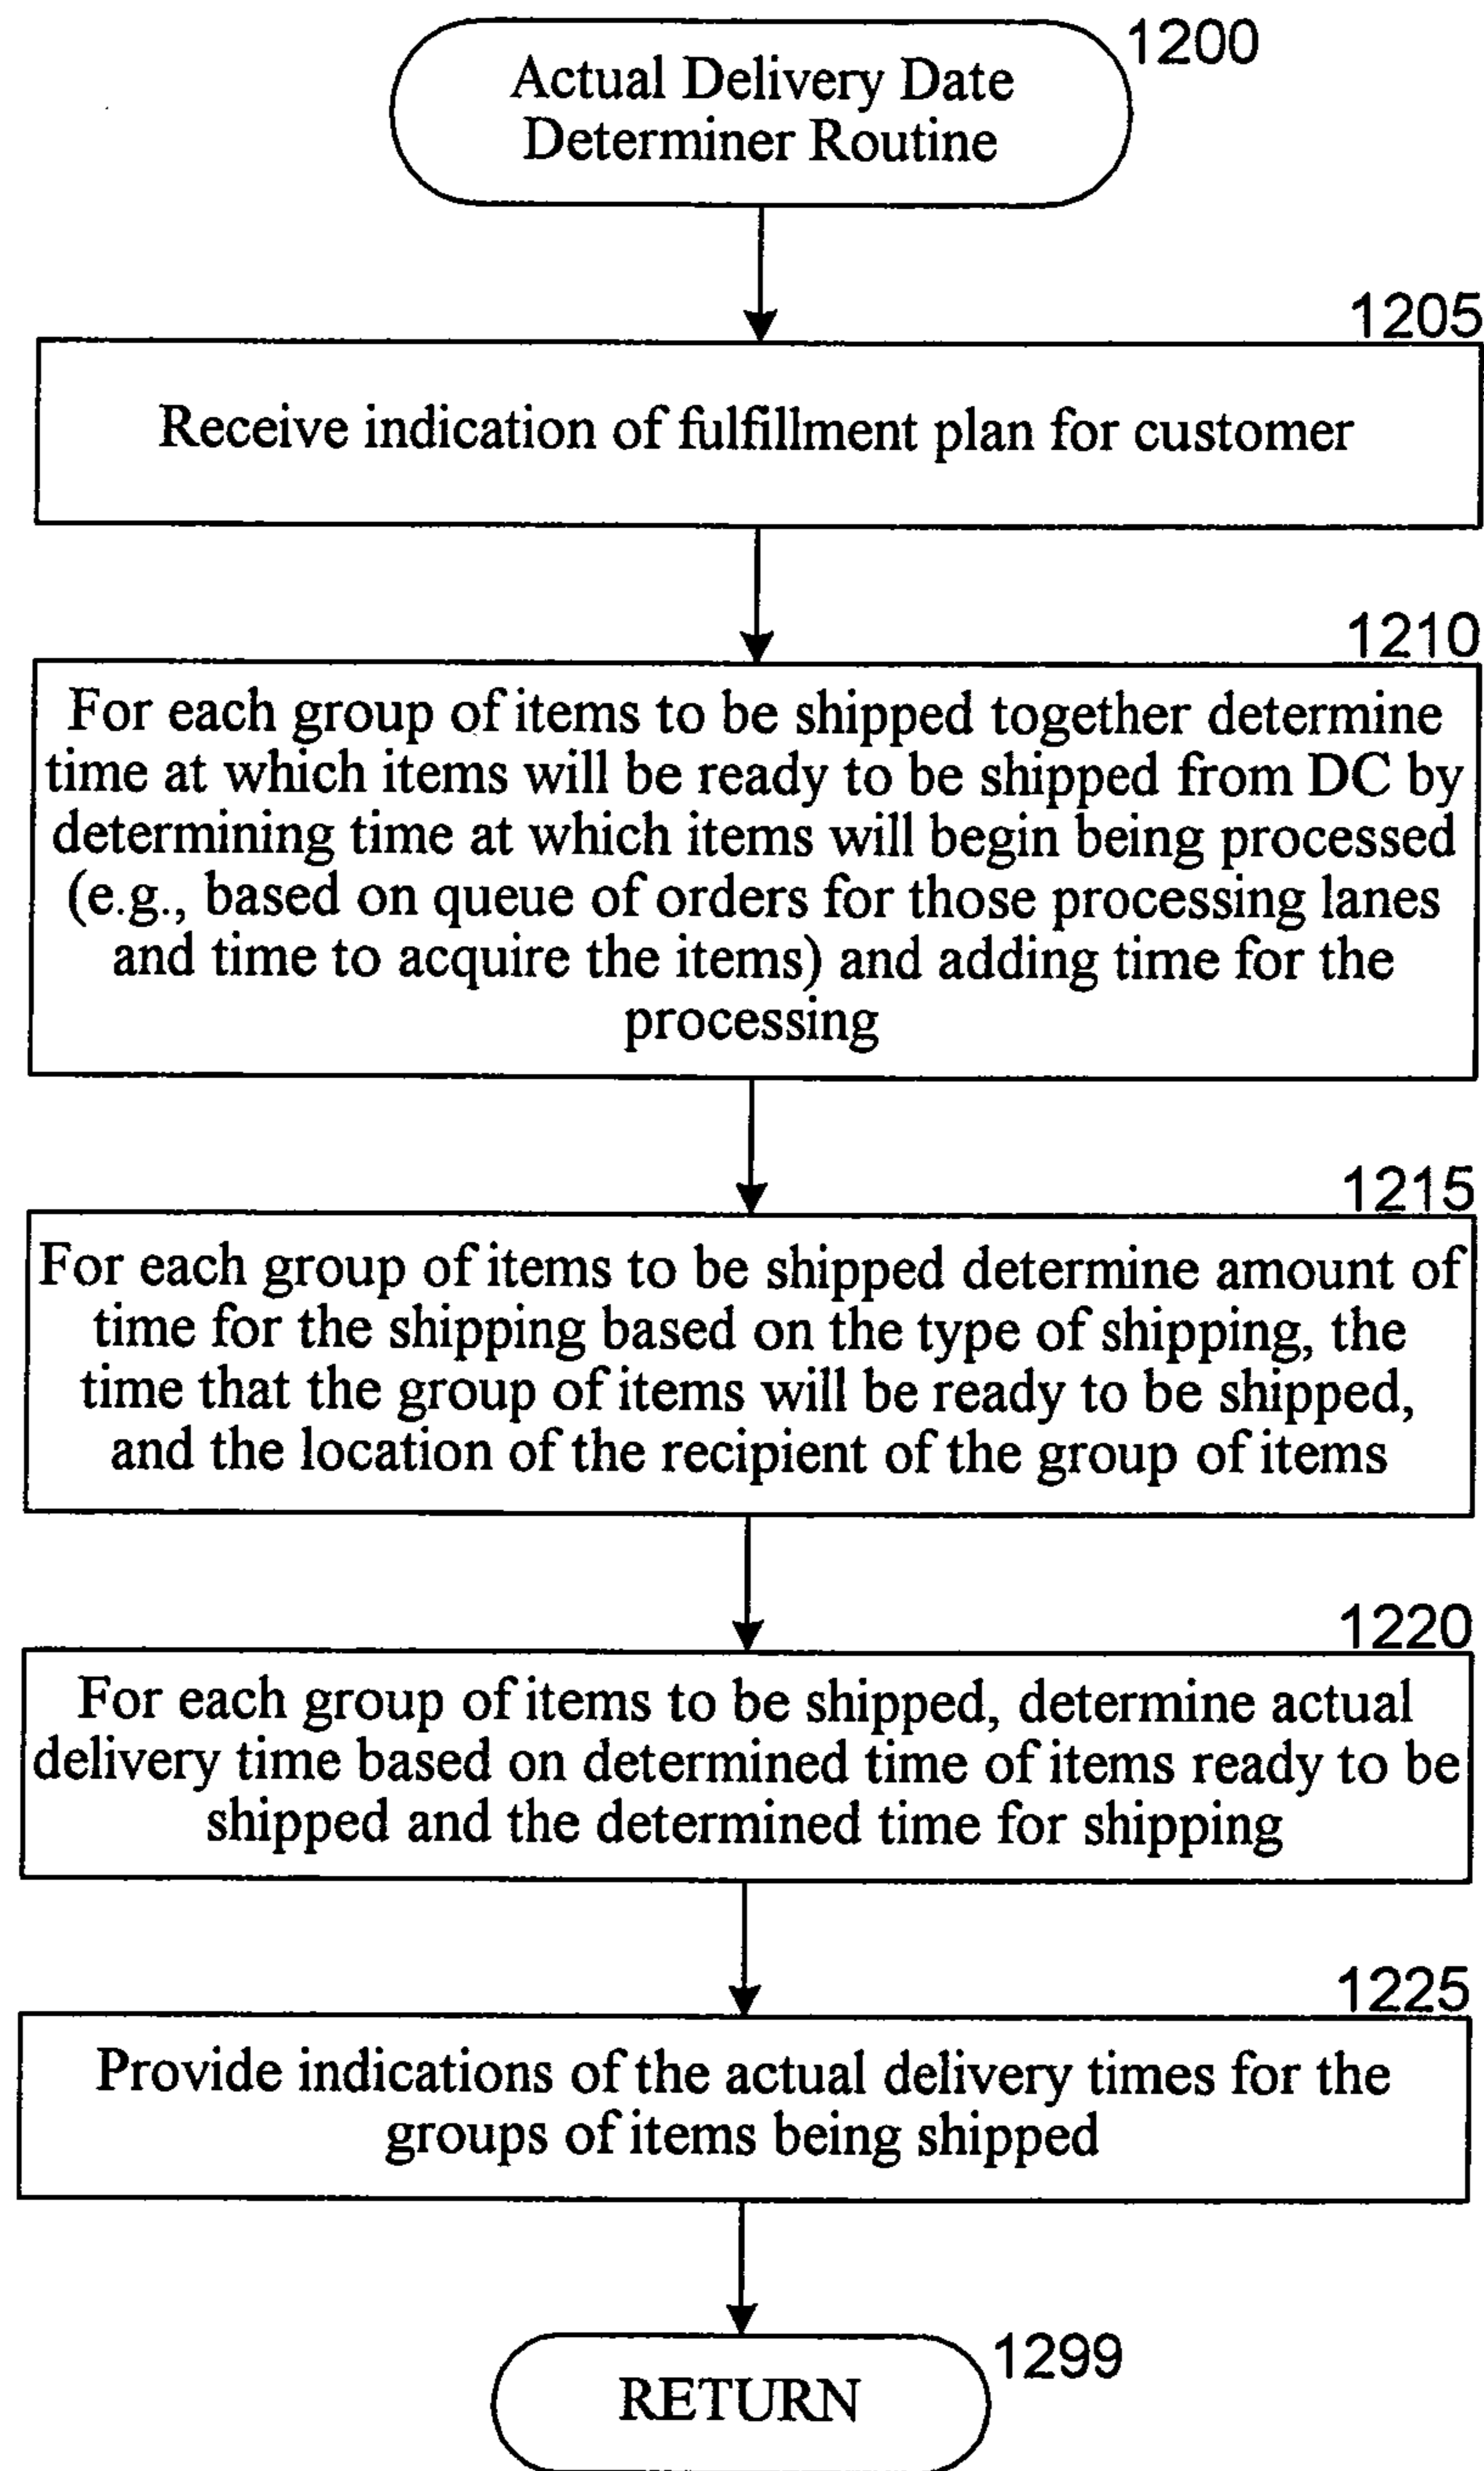 1200
Actual Delivery Date
Determiner Routine
1205
Receive indication of fulfillment plan for customer
1210
For each group of items to be shipped together determine
time at which items will be ready to be shipped from DC by
determining time at which items will begin being processed
(e.g., based on queue of orders for those processing lanes
and time to acquire the items) and adding time for the
processing
1215
For each group of items to be shipped determine amount of
time for the shipping based on the type of shipping, the
time that the group of items will be ready to be shipped,
and the location of the recipient of the group of items
1220
For each group of items to be shipped, determine actual
delivery time based on determined time of items ready to be
shipped and the determined time for shipping
1225
Provide indications of the actual delivery times for the
groups of items being shipped
1299
RETURN